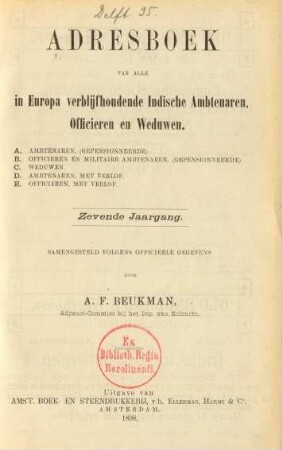 Delft 35.
ADRESBOEK
VAN ALLE
in Europa verblijfhoudende Indische Ambtenaren,
Officieren en Weduwen.
A. AMBTENAREN, (GEPENSIONNEERDE)
B. OFFICIEREN EN MILITAIRE AMBTENAREN, (GEPENSIONNEERDE)
C. WEDUWEN.
D. AMBTENAREN, MET VERLOF.
E. OFFICIEREN, MET VERLOF.
Zevende Jaargang.
SAMENGESTELD VOLGENS OFFICIEELE GEGEVENS
DOOR
A. F. BEUKMAN,
Adjunct-Commies bij het Dep. van Koloniën.
Ex
Biblioth. Regia
Berolinensi.
Uitgave van
AMST. BOEK- EN STEENDRUKKERIJ, v/h. ELLERMAN, HARMS & Co.
AMSTERDAM.
1898.